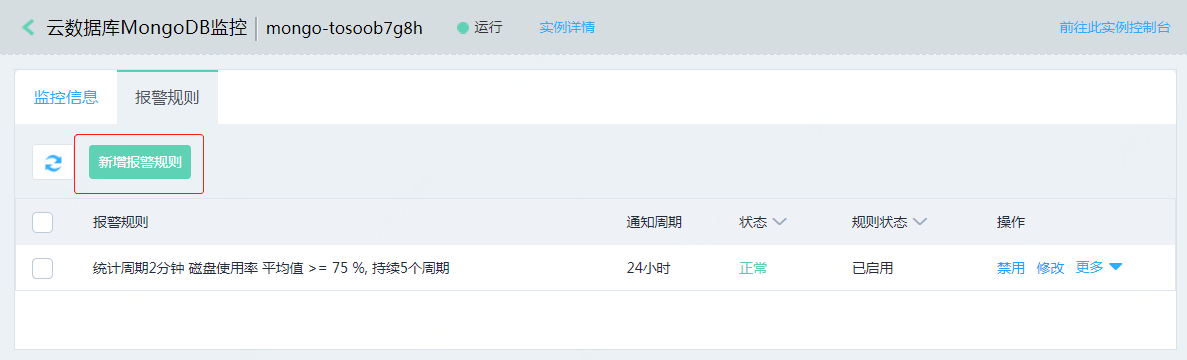 云数据库MongoDB监控 mongo-tosoob7g8h 运行 实例详情 前往此实例控制台
监控信息 报警规则
新增报警规则
报警规则 通知周期 状态 规则状态 操作
统计周期2分钟 磁盘使用率 平均值 >= 75 %, 持续5个周期 24小时 正常 已启用 禁用 修改 更多